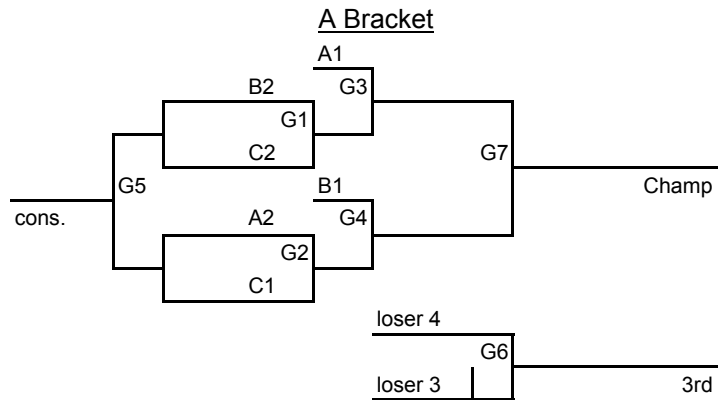 A Bracket
A1
B2 G3
G1
C2 G7
G5 B1 Champ
cons. A2 G4
G2
C1
loser 4
G6
loser 3 3rd